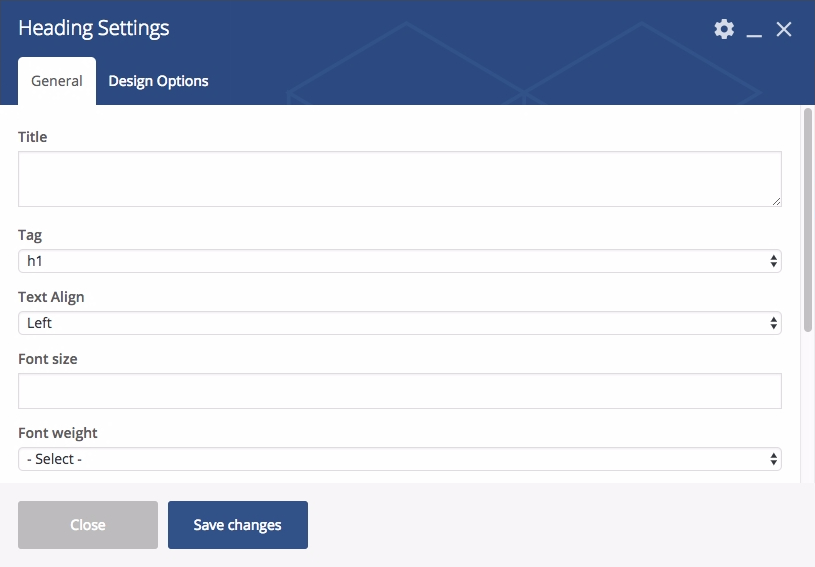 Heading Settings
General Design Options
Title
Tag
h1
Text Align
Left
Font size
Font weight
- Select -
Close Save changes